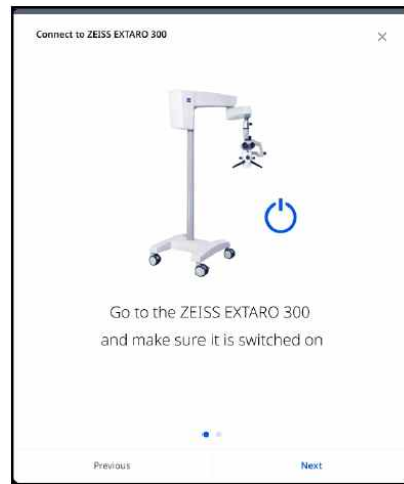 Connect to ZEISS EXTARO 300
Go to the ZEISS EXTARO 300
and make sure it is switched on
Previous
Next